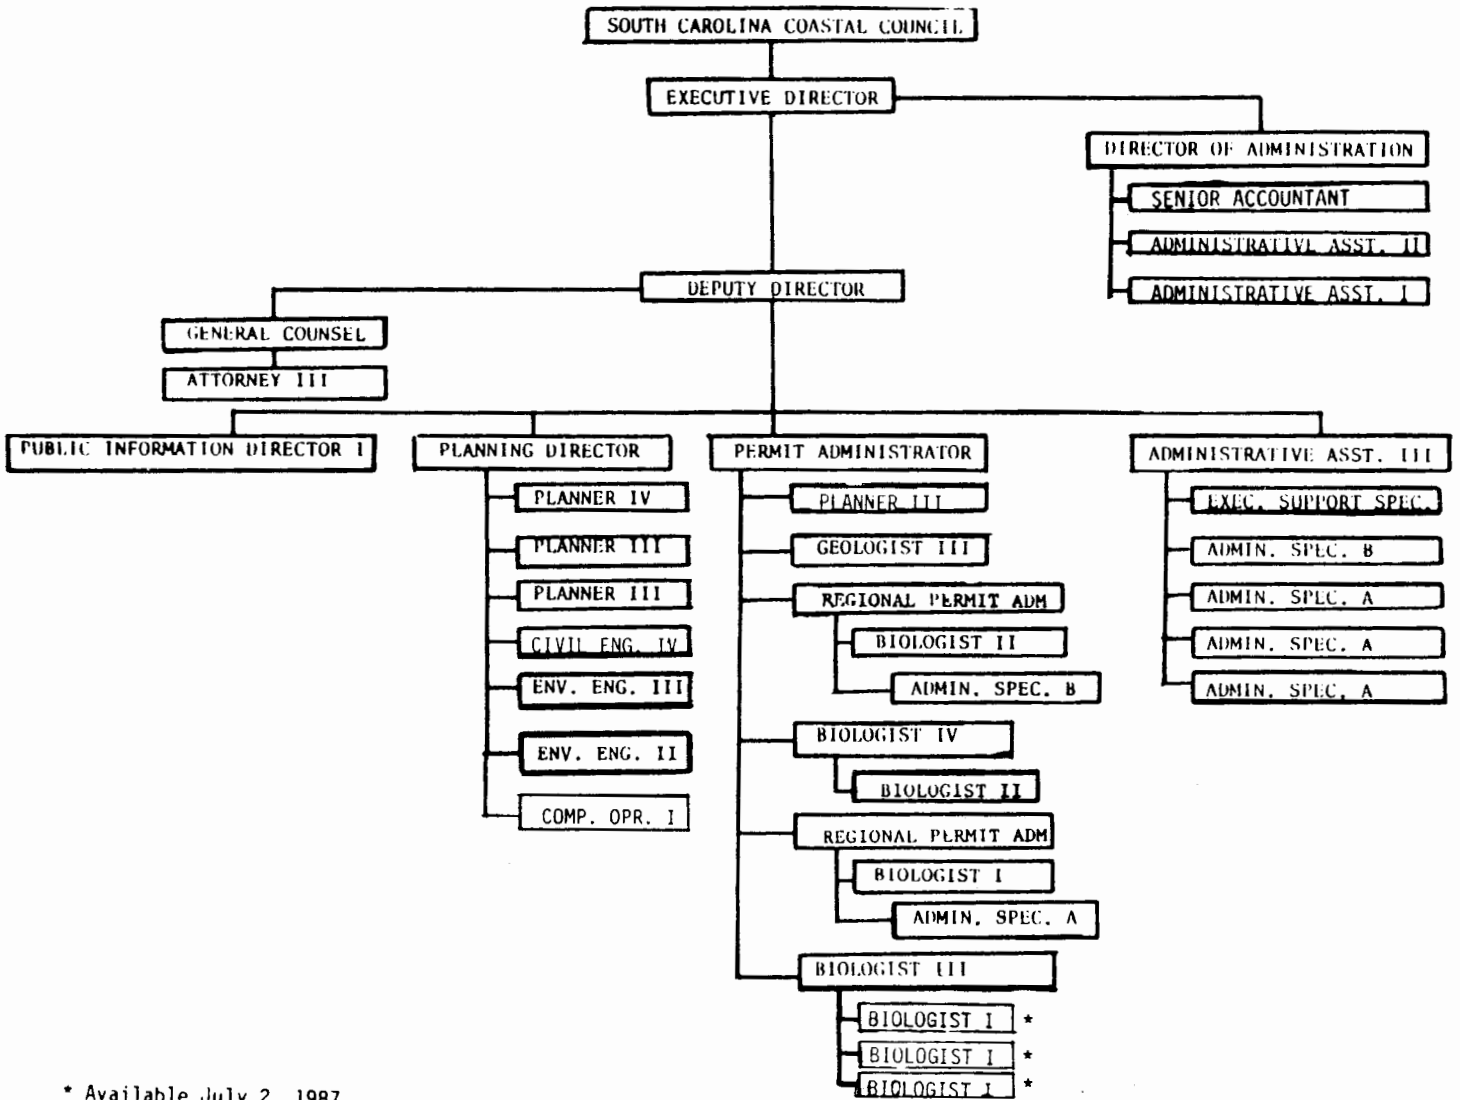 SOUTH CAROLINA COASTAL COUNCIL
EXECUTIVE DIRECTOR
DIRECTOR OF ADMINISTRATION
SENIOR ACCOUNTANT
ADMINISTRATIVE ASST. II
ADMINISTRATIVE ASST. I
DEPUTY DIRECTOR
GENERAL COUNSEL
ATTORNEY III
PUBLIC INFORMATION DIRECTOR I
PLANNING DIRECTOR
PLANNER IV
PLANNER III
PLANNER III
CIVIL ENG. IV
ENV. ENG. III
ENV. ENG. II
COMP. OPR. I
PERMIT ADMINISTRATOR
PLANNER III
GEOLOGIST III
REGIONAL PERMIT ADM
BIOLOGIST II
ADMIN. SPEC. B
BIOLOGIST IV
BIOLOGIST II
REGIONAL PERMIT ADM
BIOLOGIST I
ADMIN. SPEC. A
BIOLOGIST III
BIOLOGIST I *
BIOLOGIST I *
BIOLOGIST I *
ADMINISTRATIVE ASST. III
EXEC. SUPPORT SPEC.
ADMIN. SPEC. B
ADMIN. SPEC. A
ADMIN. SPEC. A
ADMIN. SPEC. A
* Available July 2, 1987